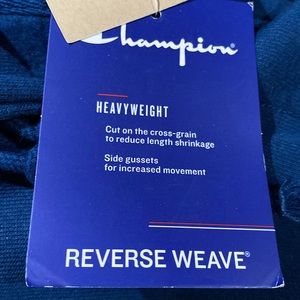 Champion®
HEAVYWEIGHT
Cut on the cross-grain
to reduce length shrinkage
Side gussets
for increased movement
REVERSE WEAVE®